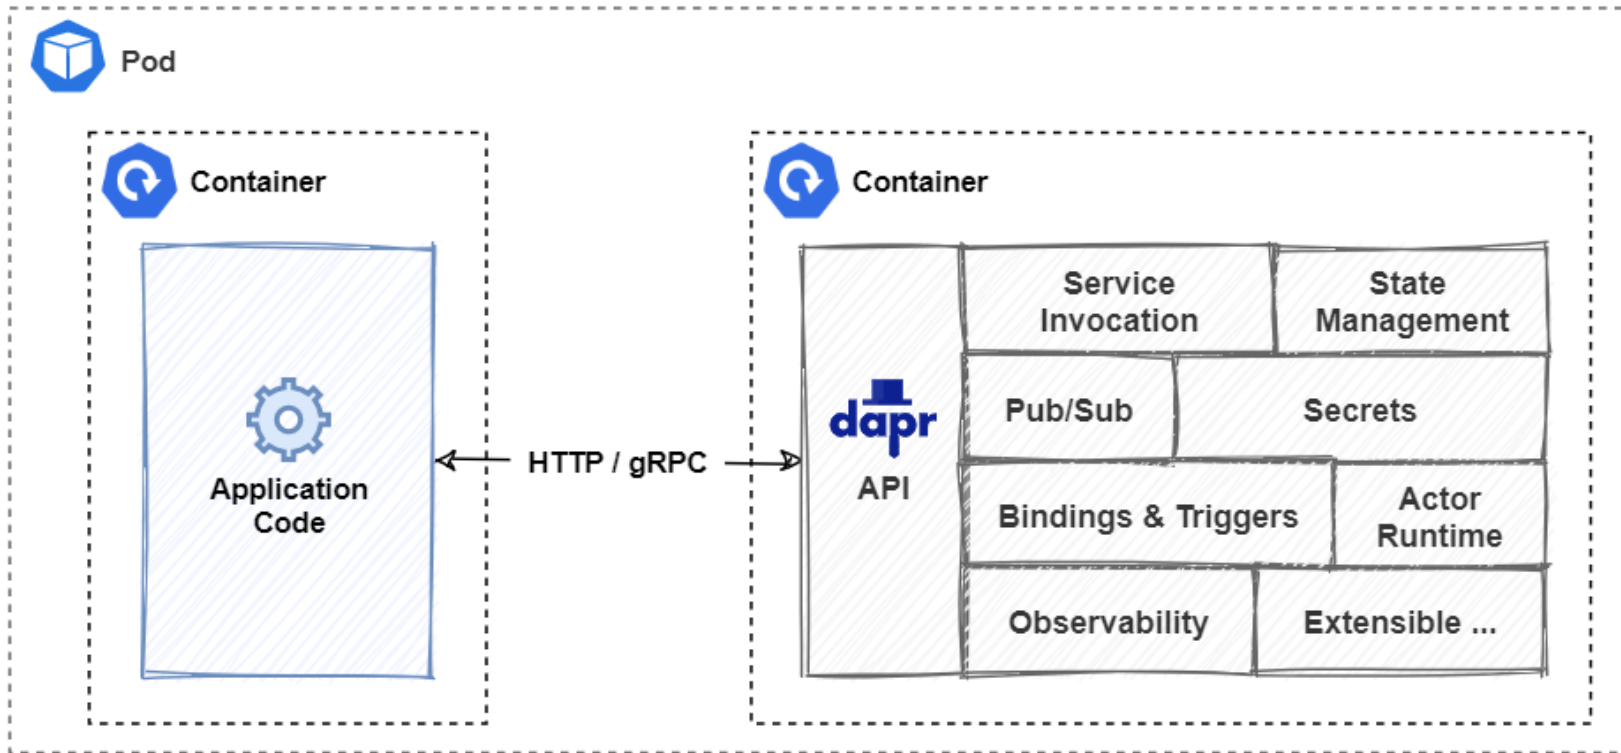 Pod
Container
Application
Code
HTTP / gRPC
Container
dapr
API
Service
Invocation
State
Management
Pub/Sub
Secrets
Bindings & Triggers
Actor
Runtime
Observability
Extensible ...